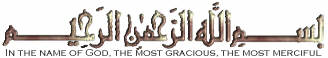 بسم الله الرحمن الرحيم
IN THE NAME OF GOD, THE MOST GRACIOUS, THE MOST MERCIFUL